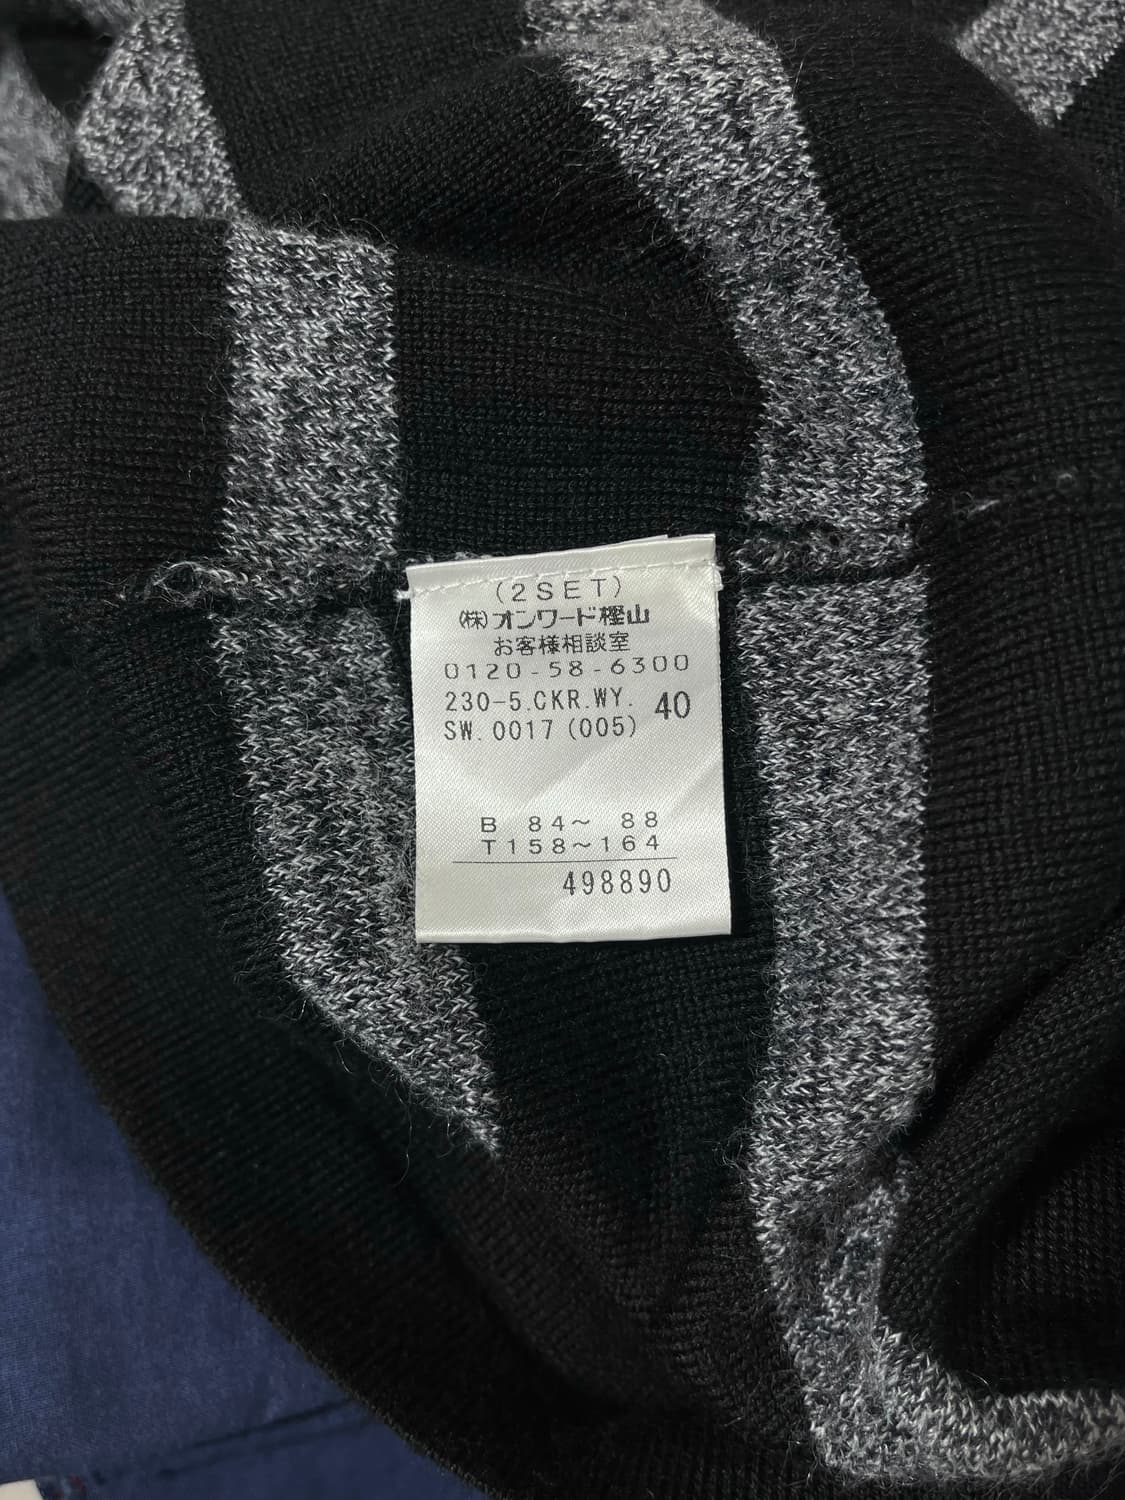 (2SET)
㈱オンワード樫山
お客様相談室
0120-58-6300
230-5.CKR.WY. 40
SW.0017(005)
B 84～ 88
T158～164
498890